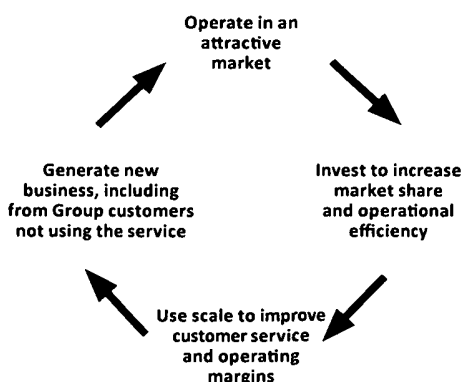 Operate in an
attractive
market
Invest to increase
market share
and operational
efficiency
Use scale to improve
customer service
and operating
margins
Generate new
business, including
from Group customers
not using the service